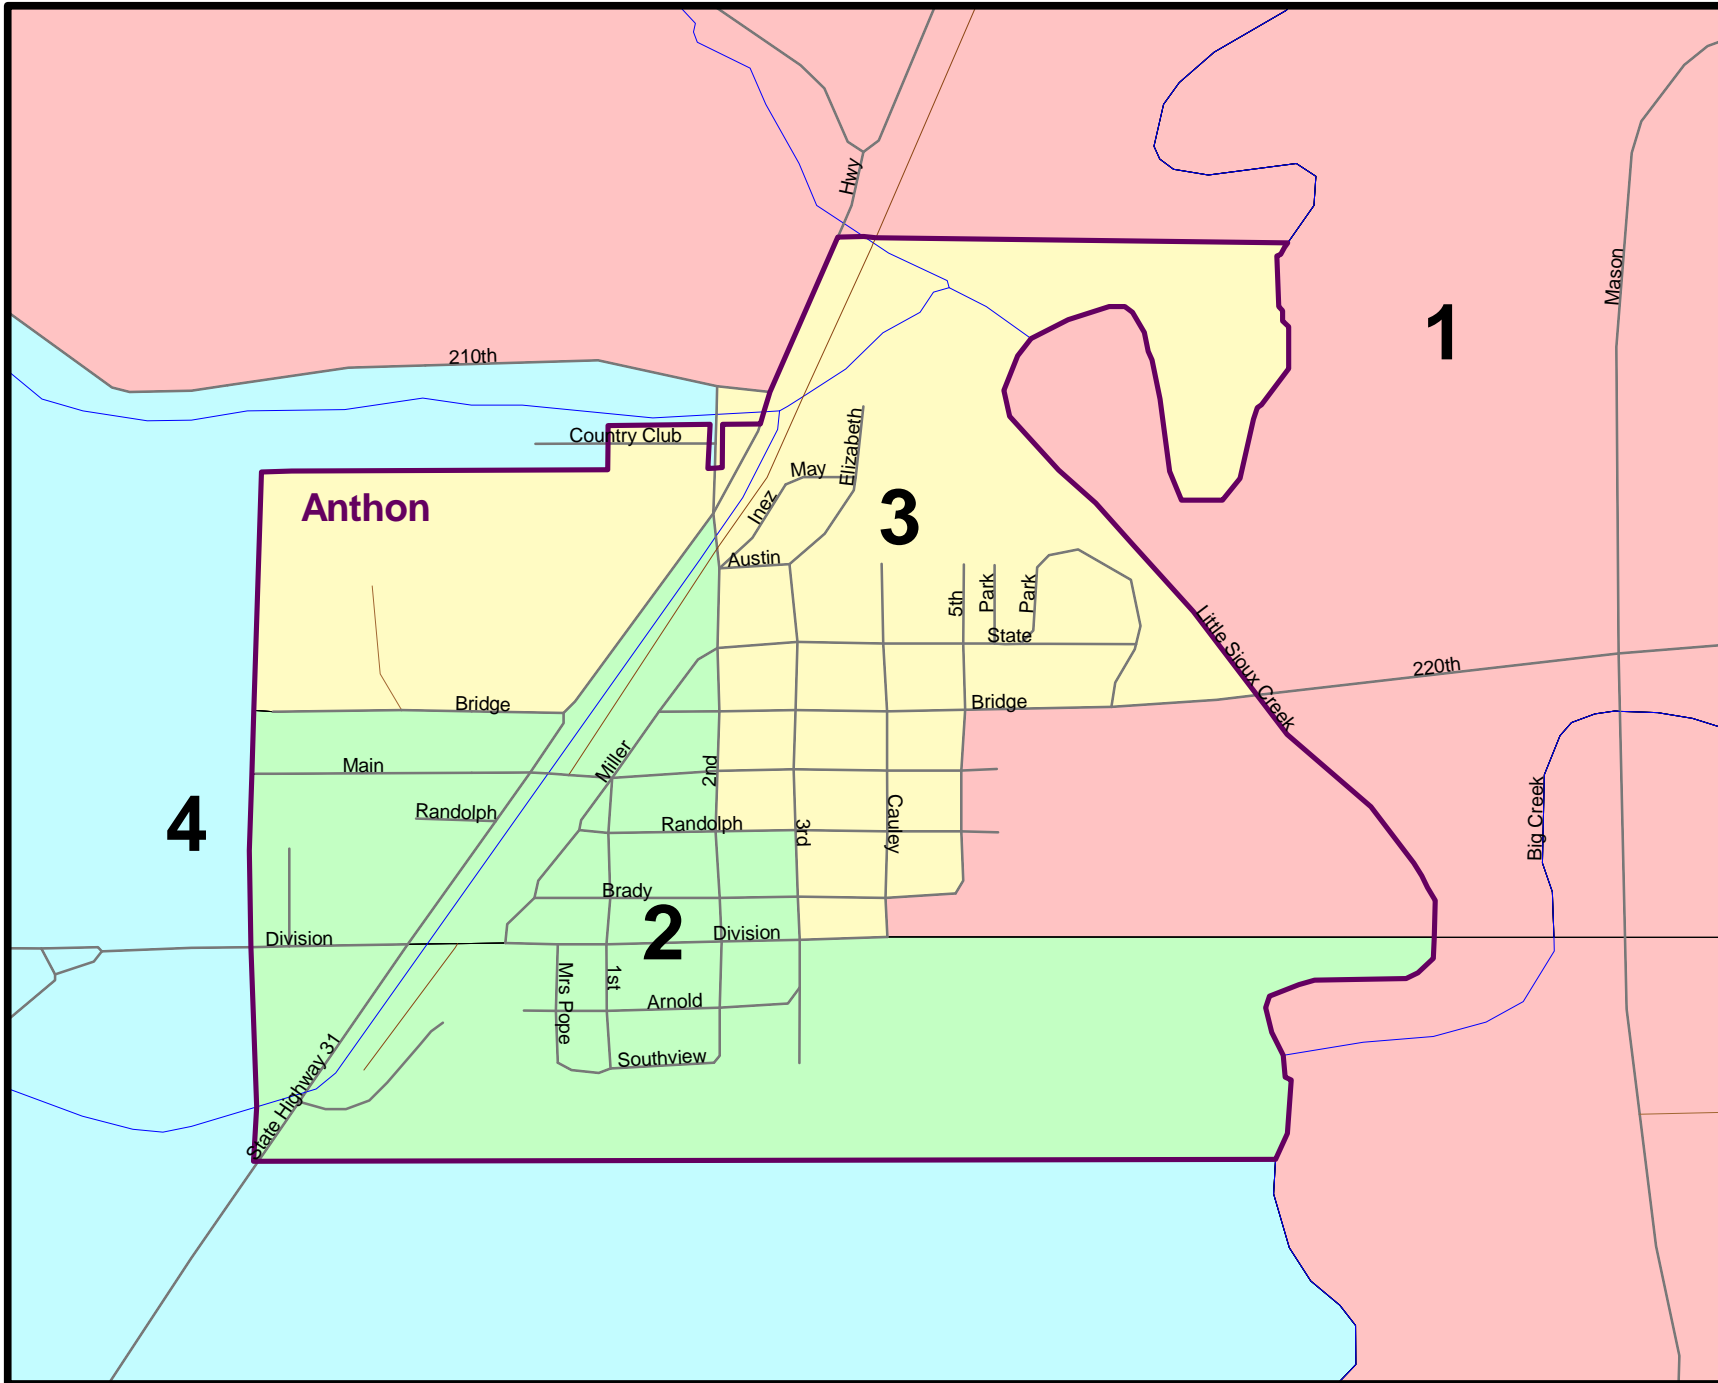 Hwy
Mason
1
210th
Country Club
Elizabeth
May
Inez
Anthon
3
Austin
5th
Park
Park
State
Little Sioux Creek
220th
Bridge
Bridge
Main
Miller
2nd
4
Randolph
Randolph
3rd
Cauley
Big Creek
Brady
2
Division
Division
Mrs Pope
1st
Arnold
Southview
State Highway 31